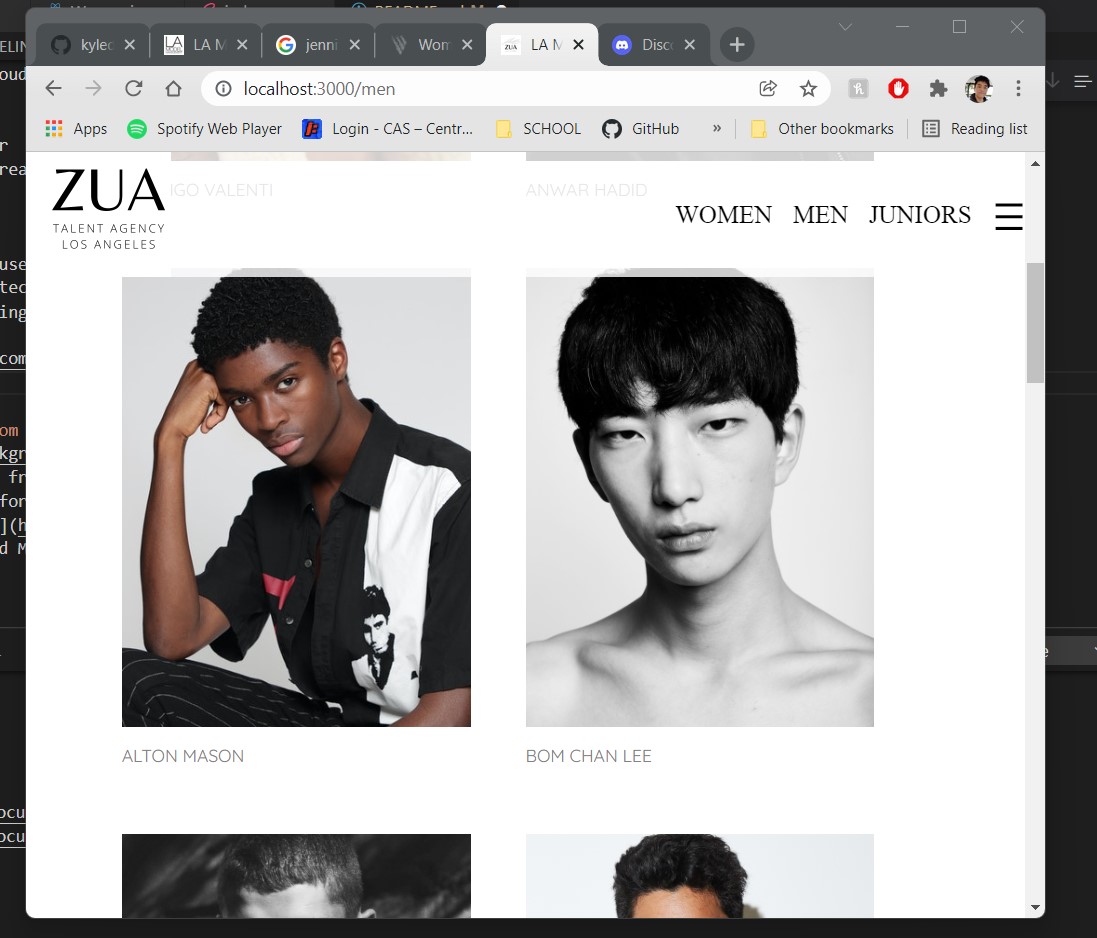 kylec
LA M
jenni
Wom
LA M
Disc
localhost:3000/men
Apps
Spotify Web Player
Login - CAS – Centr...
SCHOOL
GitHub
»
Other bookmarks
Reading list
ZUA
TALENT AGENCY
LOS ANGELES
WOMEN
MEN
JUNIORS
IGO VALENTI
ANWAR HADID
ALTON MASON
BOM CHAN LEE